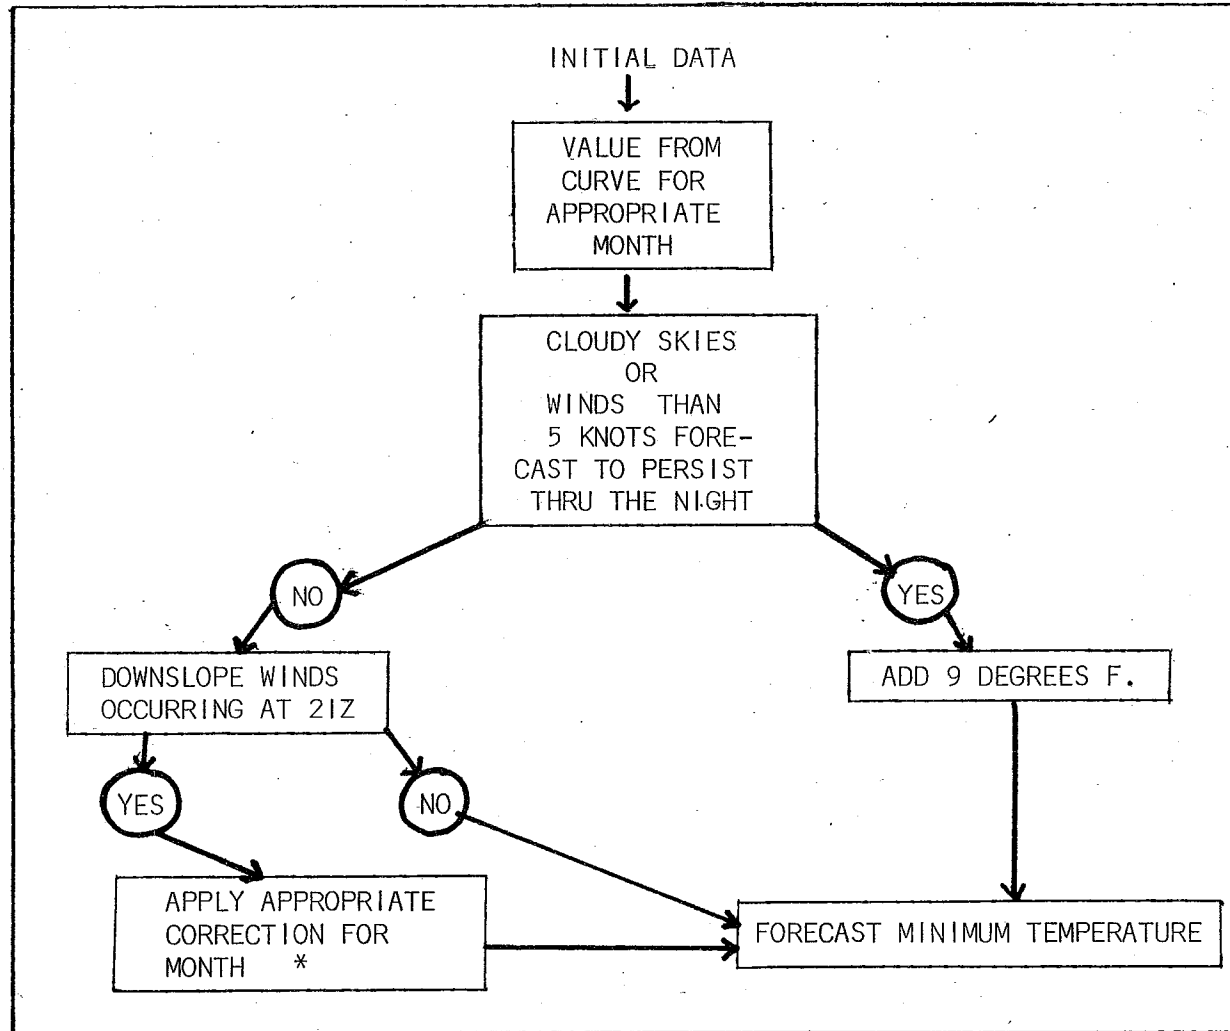 INITIAL DATA
VALUE FROM
CURVE FOR
APPROPRIATE
MONTH
CLOUDY SKIES
OR
WINDS THAN
5 KNOTS FORE-
CAST TO PERSIST
THRU THE NIGHT
NO
YES
DOWNSLOPE WINDS
OCCURRING AT 21Z
ADD 9 DEGREES F.
YES
NO
APPLY APPROPRIATE
CORRECTION FOR
MONTH *
FORECAST MINIMUM TEMPERATURE